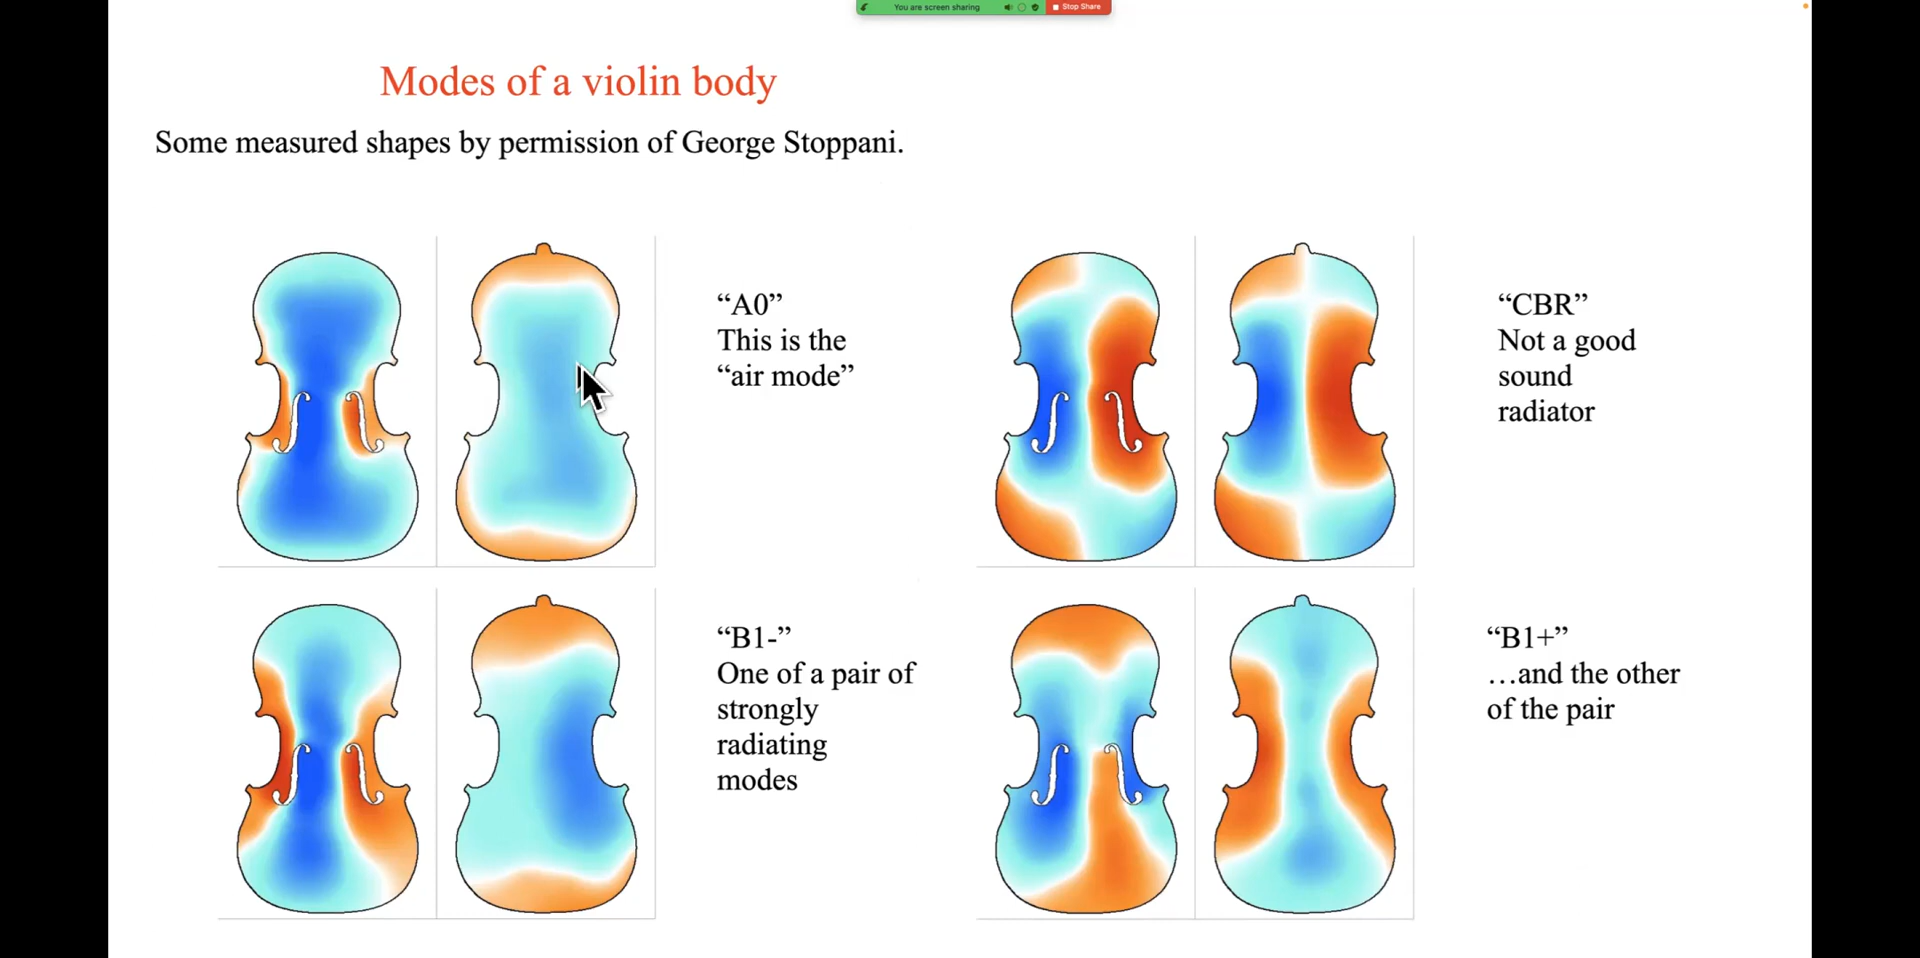 You are screen sharing
Stop Share
Modes of a violin body
Some measured shapes by permission of George Stoppani.
“A0”
This is the
“air mode”
“CBR”
Not a good
sound
radiator
“B1-”
One of a pair of
strongly
radiating
modes
“B1+”
…and the other
of the pair